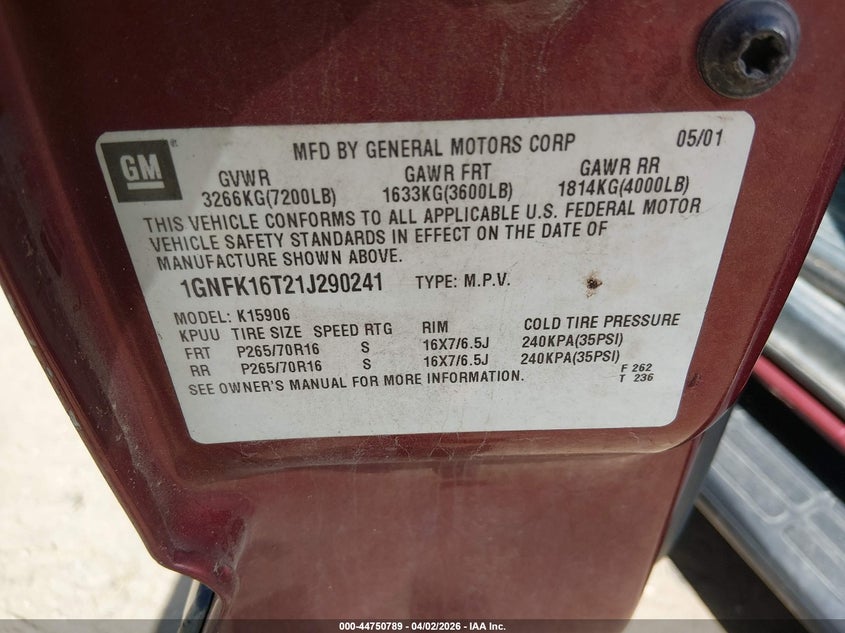 GM
MFD BY GENERAL MOTORS CORP 05/01
GVWR GAWR FRT GAWR RR
3266KG(7200LB) 1633KG(3600LB) 1814KG(4000LB)
THIS VEHICLE CONFORMS TO ALL APPLICABLE U.S. FEDERAL MOTOR
VEHICLE SAFETY STANDARDS IN EFFECT ON THE DATE OF
MANUFACTURE SHOWN ABOVE.
1GNFK16T21J290241 TYPE: M.P.V.
MODEL: K15906
KPUU TIRE SIZE SPEED RTG RIM COLD TIRE PRESSURE
FRT P265/70R16 S 16X7/6.5J 240KPA(35PSI)
RR P265/70R16 S 16X7/6.5J 240KPA(35PSI)
SEE OWNER'S MANUAL FOR MORE INFORMATION.
F 262
T 236
000-44750789 - 04/02/2026 - IAA Inc.